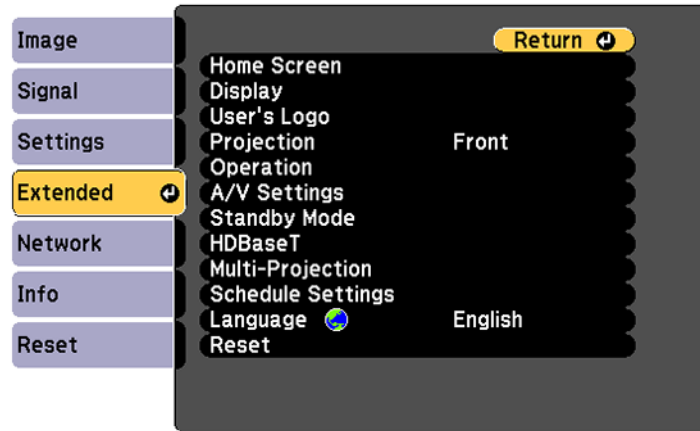 Image
Signal
Settings
Extended
Network
Info
Reset
Return
Home Screen
Display
User's Logo
Projection Front
Operation
A/V Settings
Standby Mode
HDBaseT
Multi-Projection
Schedule Settings
Language English
Reset